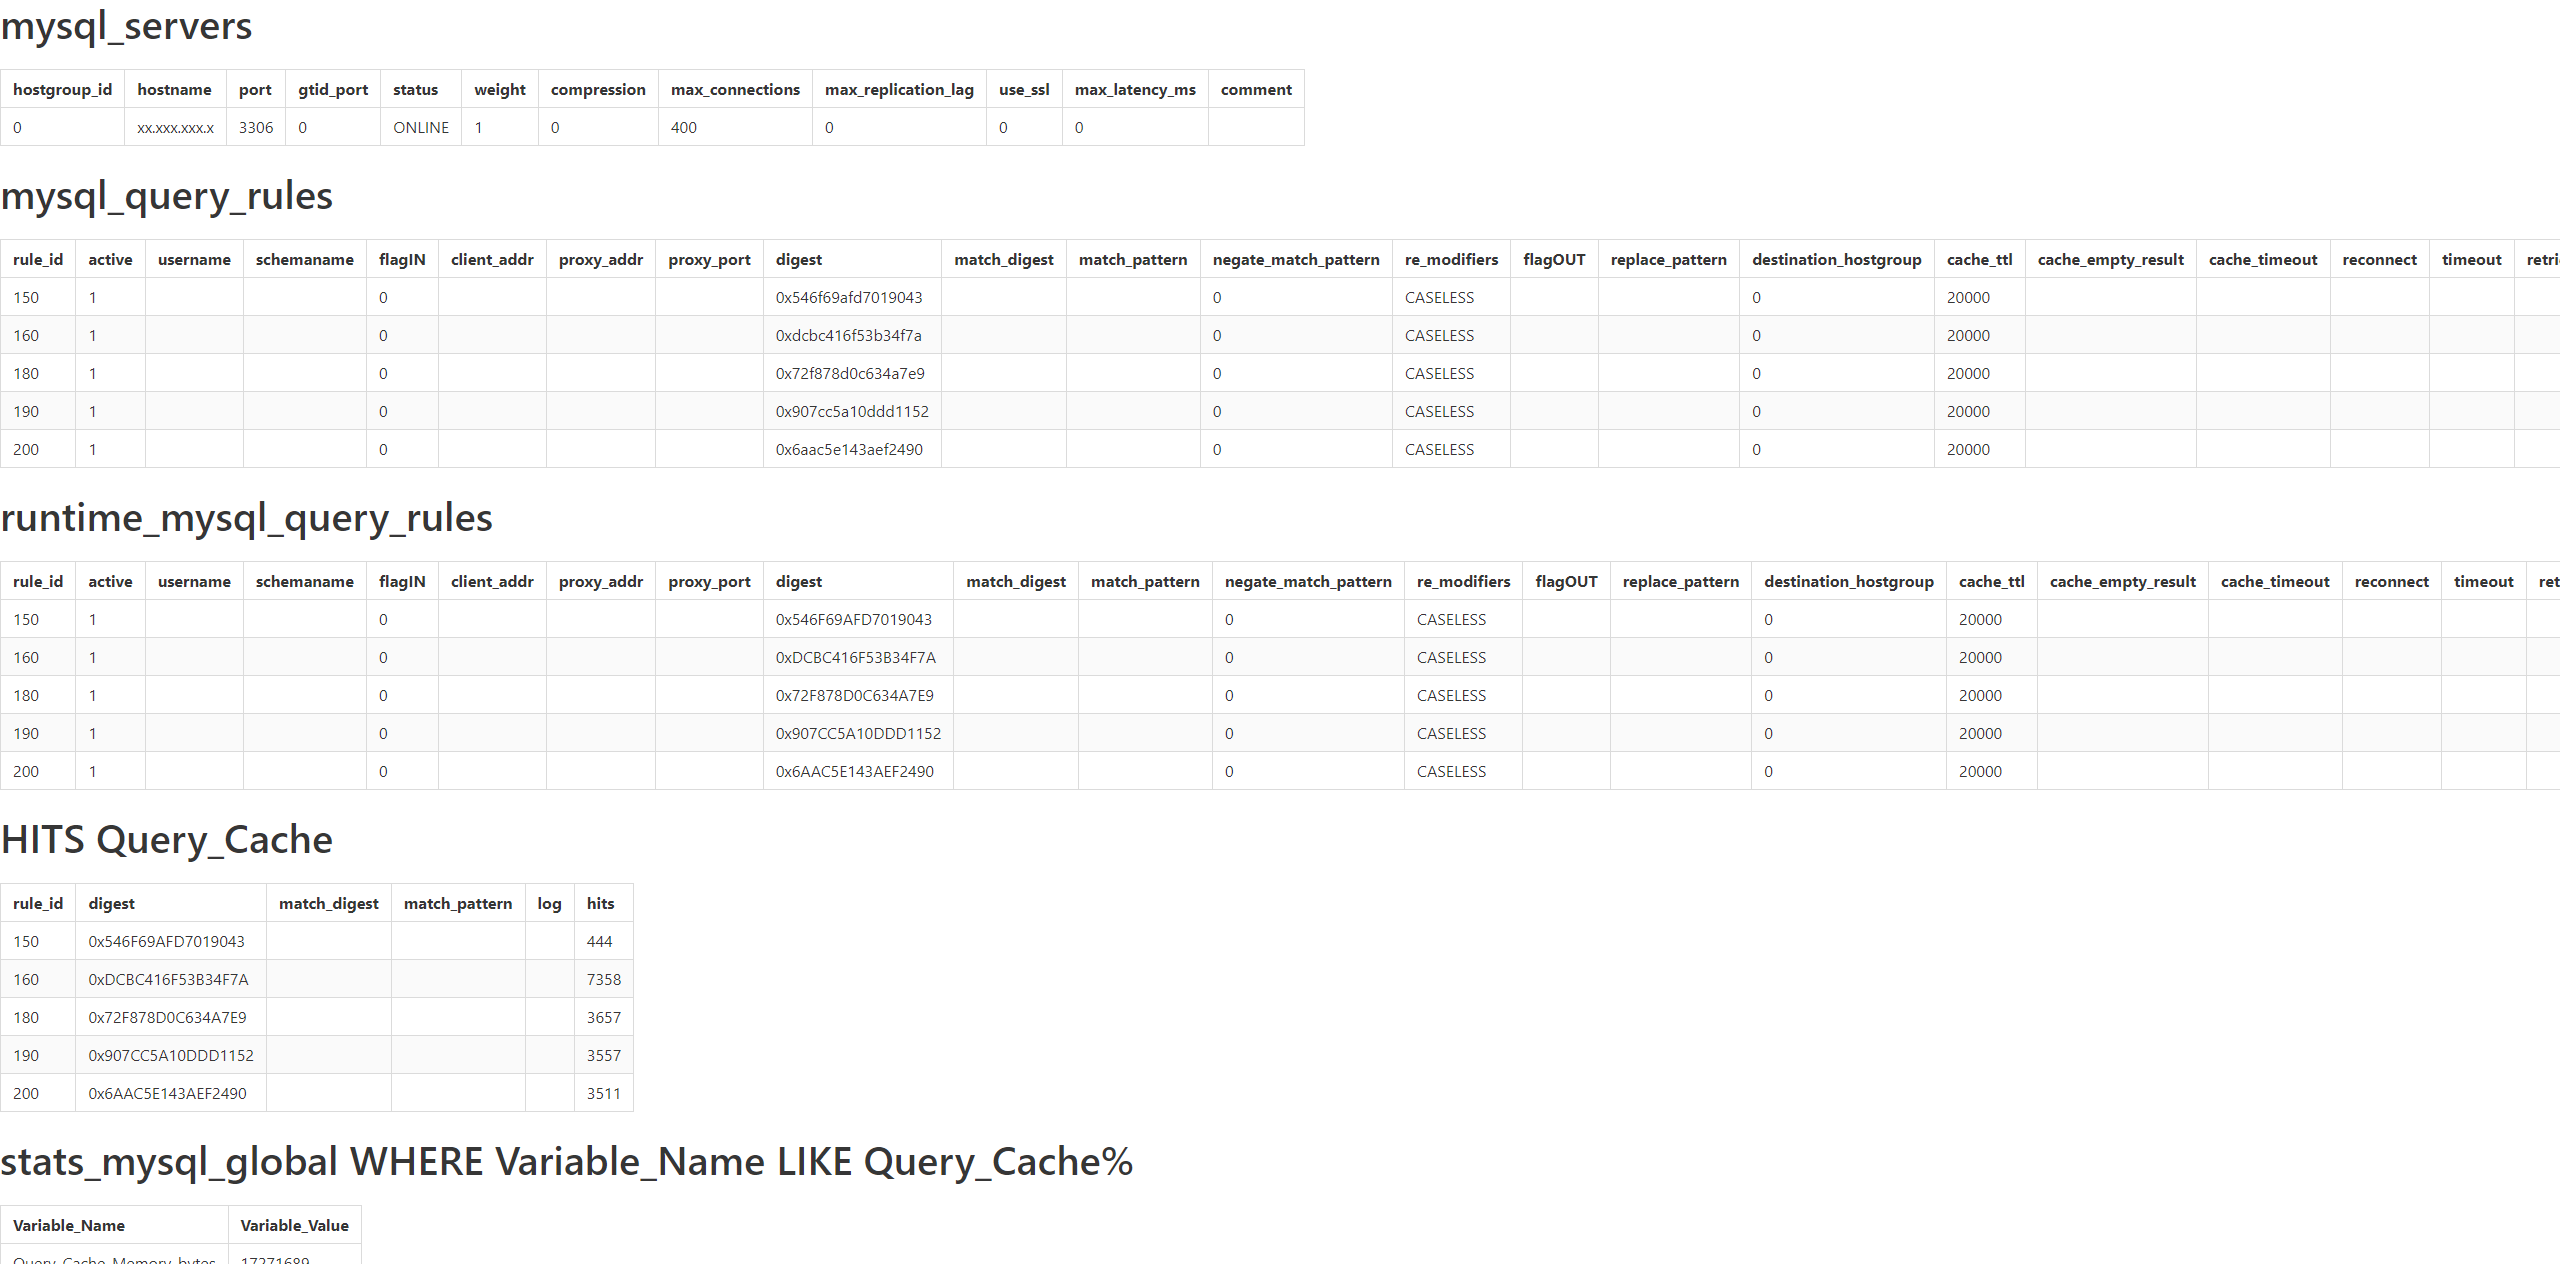 mysql_servers
hostgroup_id hostname port gtid_port status weight compression max_connections max_replication_lag use_ssl max_latency_ms comment
0 xx.xxx.xxx.x 3306 0 ONLINE 1 0 400 0 0 0
mysql_query_rules
rule_id active username schemaname flagIN client_addr proxy_addr proxy_port digest match_digest match_pattern negate_match_pattern re_modifiers flagOUT replace_pattern destination_hostgroup cache_ttl cache_empty_result cache_timeout reconnect timeout retri
150 1 0 0x546f69afd7019043 0 CASELESS 0 20000
160 1 0 0xdcbc416f53b34f7a 0 CASELESS 0 20000
180 1 0 0x72f878d0c634a7e9 0 CASELESS 0 20000
190 1 0 0x907cc5a10ddd1152 0 CASELESS 0 20000
200 1 0 0x6aac5e143aef2490 0 CASELESS 0 20000
runtime_mysql_query_rules
rule_id active username schemaname flagIN client_addr proxy_addr proxy_port digest match_digest match_pattern negate_match_pattern re_modifiers flagOUT replace_pattern destination_hostgroup cache_ttl cache_empty_result cache_timeout reconnect timeout ret
150 1 0 0x546F69AFD7019043 0 CASELESS 0 20000
160 1 0 0xDCBC416F53B34F7A 0 CASELESS 0 20000
180 1 0 0x72F878D0C634A7E9 0 CASELESS 0 20000
190 1 0 0x907CC5A10DDD1152 0 CASELESS 0 20000
200 1 0 0x6AAC5E143AEF2490 0 CASELESS 0 20000
HITS Query_Cache
rule_id digest match_digest match_pattern log hits
150 0x546F69AFD7019043 444
160 0xDCBC416F53B34F7A 7358
180 0x72F878D0C634A7E9 3657
190 0x907CC5A10DDD1152 3557
200 0x6AAC5E143AEF2490 3511
stats_mysql_global WHERE Variable_Name LIKE Query_Cache%
Variable_Name Variable_Value
Query_Cache_Memory_bytes 17271689